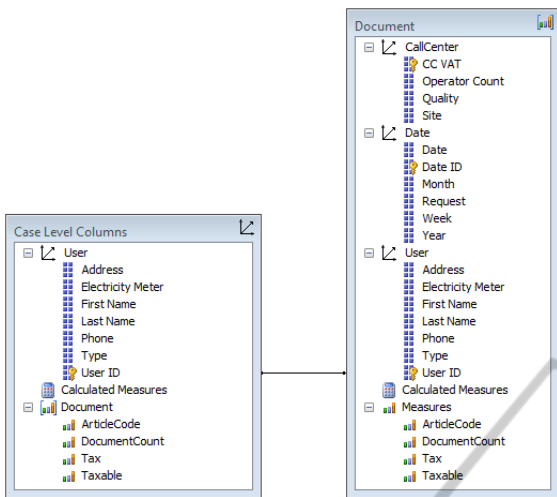 Case Level Columns
User
Address
Electricity Meter
First Name
Last Name
Phone
Type
User ID
Calculated Measures
Document
ArticleCode
DocumentCount
Tax
Taxable
Document
CallCenter
CC VAT
Operator Count
Quality
Site
Date
Date
Date ID
Month
Request
Week
Year
User
Address
Electricity Meter
First Name
Last Name
Phone
Type
User ID
Calculated Measures
Measures
ArticleCode
DocumentCount
Tax
Taxable